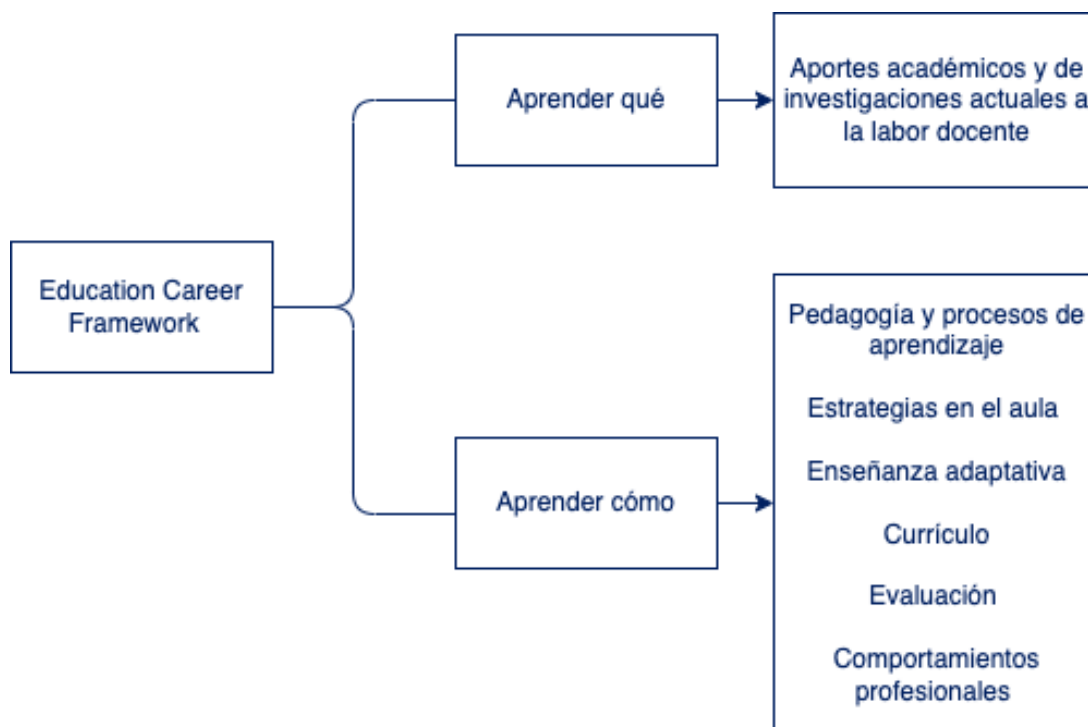 Education Career
Framework
Aprender qué
Aportes académicos y de
investigaciones actuales a
la labor docente
Aprender cómo
Pedagogía y procesos de
aprendizaje
Estrategias en el aula
Enseñanza adaptativa
Currículo
Evaluación
Comportamientos
profesionales